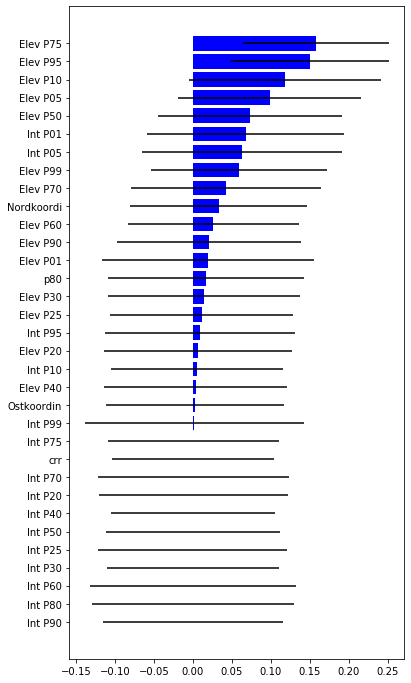 Elev P75
Elev P95
Elev P10
Elev P05
Elev P50
Int P01
Int P05
Elev P99
Elev P70
Nordkoordi
Elev P60
Elev P90
Elev P01
p80
Elev P30
Elev P25
Int P95
Elev P20
Int P10
Elev P40
Ostkoordin
Int P99
Int P75
crr
Int P70
Int P20
Int P40
Int P50
Int P25
Int P30
Int P60
Int P80
Int P90
−0.15 −0.10 −0.05 0.00 0.05 0.10 0.15 0.20 0.25